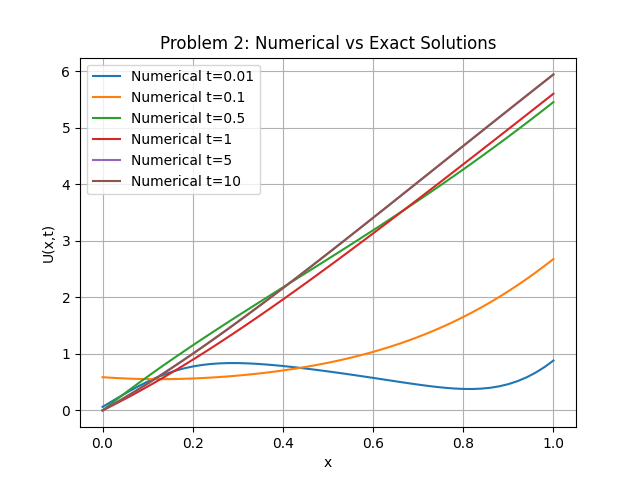 Problem 2: Numerical vs Exact Solutions
Numerical t=0.01
Numerical t=0.1
Numerical t=0.5
Numerical t=1
Numerical t=5
Numerical t=10
U(x,t)
6
5
4
3
2
1
0
0.0 0.2 0.4 0.6 0.8 1.0
x